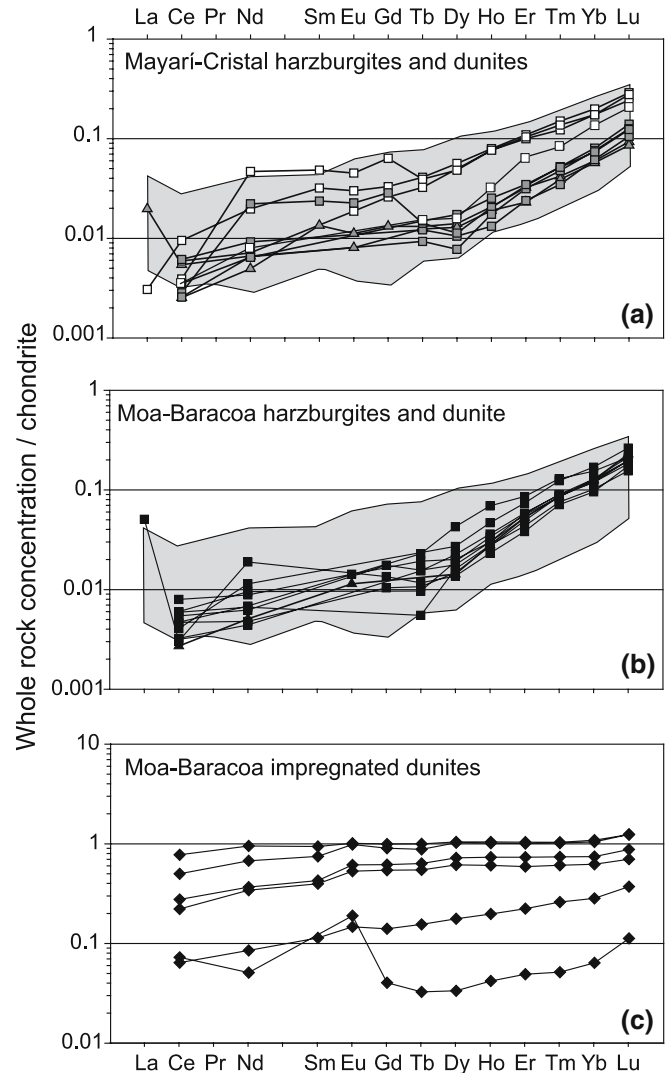 La Ce Pr Nd Sm Eu Gd Tb Dy Ho Er Tm Yb Lu
Whole rock concentration / chondrite
1
Mayarí-Cristal harzburgites and dunites
0.1
0.01
0.001
(a)
1
Moa-Baracoa harzburgites and dunite
0.1
0.01
0.001
(b)
10
Moa-Baracoa impregnated dunites
1
0.1
0.01
(c)
La Ce Pr Nd Sm Eu Gd Tb Dy Ho Er Tm Yb Lu